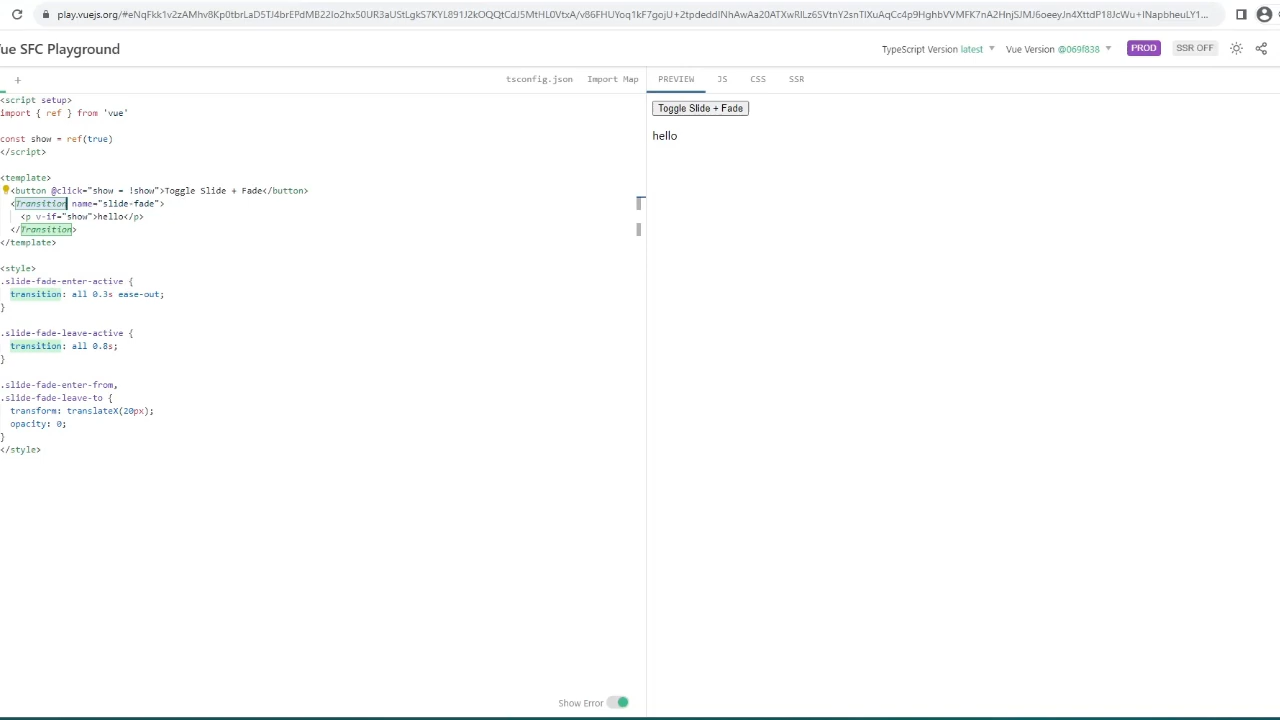 play.vuejs.org/
ue SFC Playground
TypeScript Version latest
Vue Version @069f838
PROD
SSR OFF
+
tsconfig.json
Import Map
PREVIEW
JS
CSS
SSR
<script setup>
import { ref } from 'vue'
const show = ref(true)
</script>
<template>
<button @click="show = !show">Toggle Slide + Fade</button>
<Transition name="slide-fade">
<p v-if="show">hello</p>
</Transition>
</template>
<style>
.slide-fade-enter-active {
transition: all 0.3s ease-out;
}
.slide-fade-leave-active {
transition: all 0.8s;
}
.slide-fade-enter-from,
.slide-fade-leave-to {
transform: translateX(20px);
opacity: 0;
}
</style>
Toggle Slide + Fade
hello
Show Error